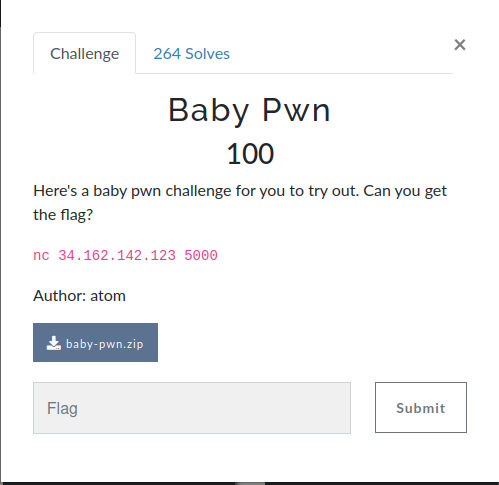 Challenge
264 Solves
×
Baby Pwn
100
Here's a baby pwn challenge for you to try out. Can you get
the flag?
nc 34.162.142.123 5000
Author: atom
baby-pwn.zip
Flag
Submit